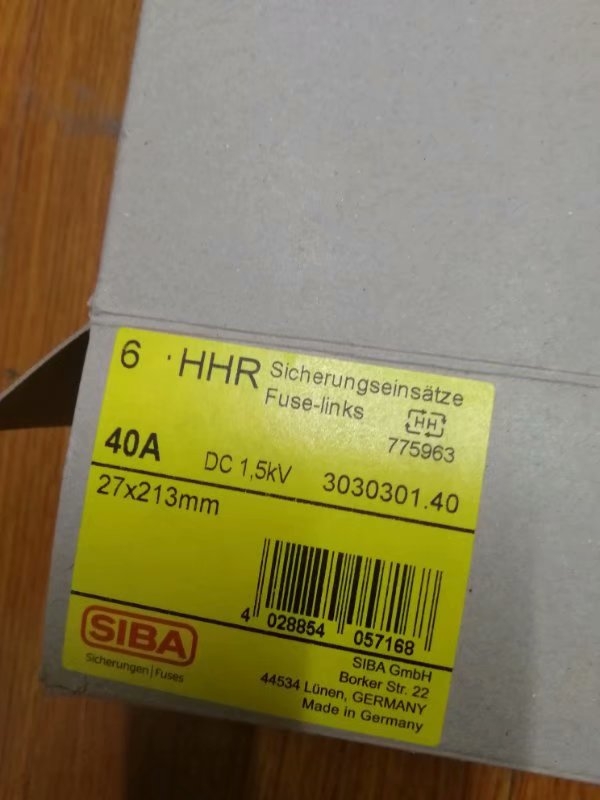 6 · HHR Sicherungseinsätze
Fuse-links
HH
775963
40A DC 1,5kV 3030301.40
27x213mm
4 028854 057168
SIBA
Sicherungen | Fuses
SIBA GmbH
Borker Str. 22
44534 Lünen, GERMANY
Made in Germany